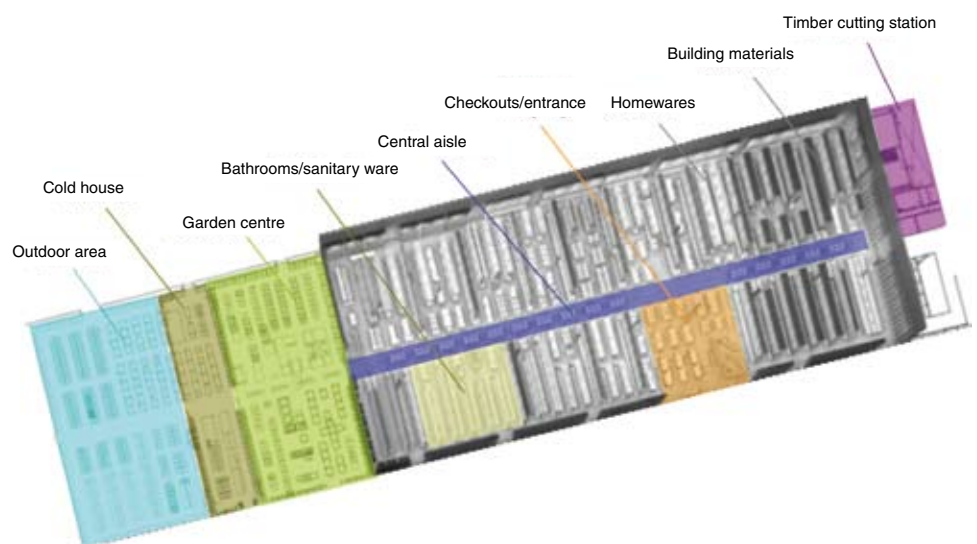 Timber cutting station
Building materials
Checkouts/entrance
Homewares
Central aisle
Bathrooms/sanitary ware
Cold house
Garden centre
Outdoor area